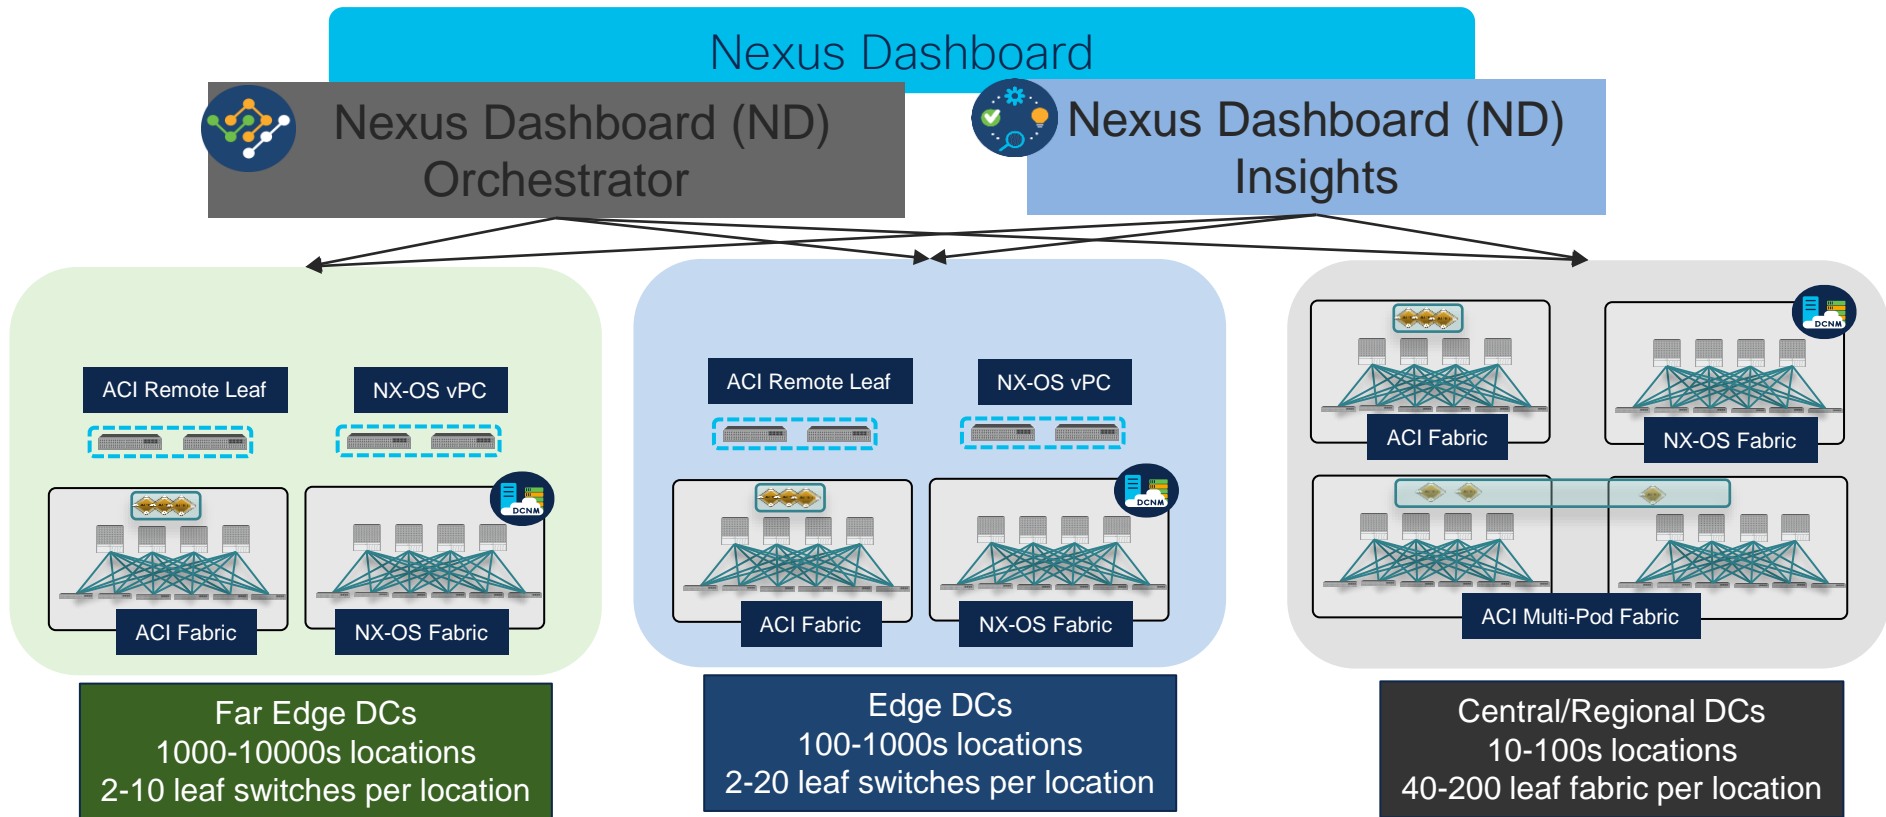 Nexus Dashboard
Nexus Dashboard (ND)
Orchestrator
Nexus Dashboard (ND)
Insights
ACI Remote Leaf
NX-OS vPC
DCNM
ACI Fabric
NX-OS Fabric
Far Edge DCs
1000-10000s locations
2-10 leaf switches per location
ACI Remote Leaf
NX-OS vPC
DCNM
ACI Fabric
NX-OS Fabric
Edge DCs
100-1000s locations
2-20 leaf switches per location
DCNM
ACI Fabric
NX-OS Fabric
ACI Multi-Pod Fabric
Central/Regional DCs
10-100s locations
40-200 leaf fabric per location